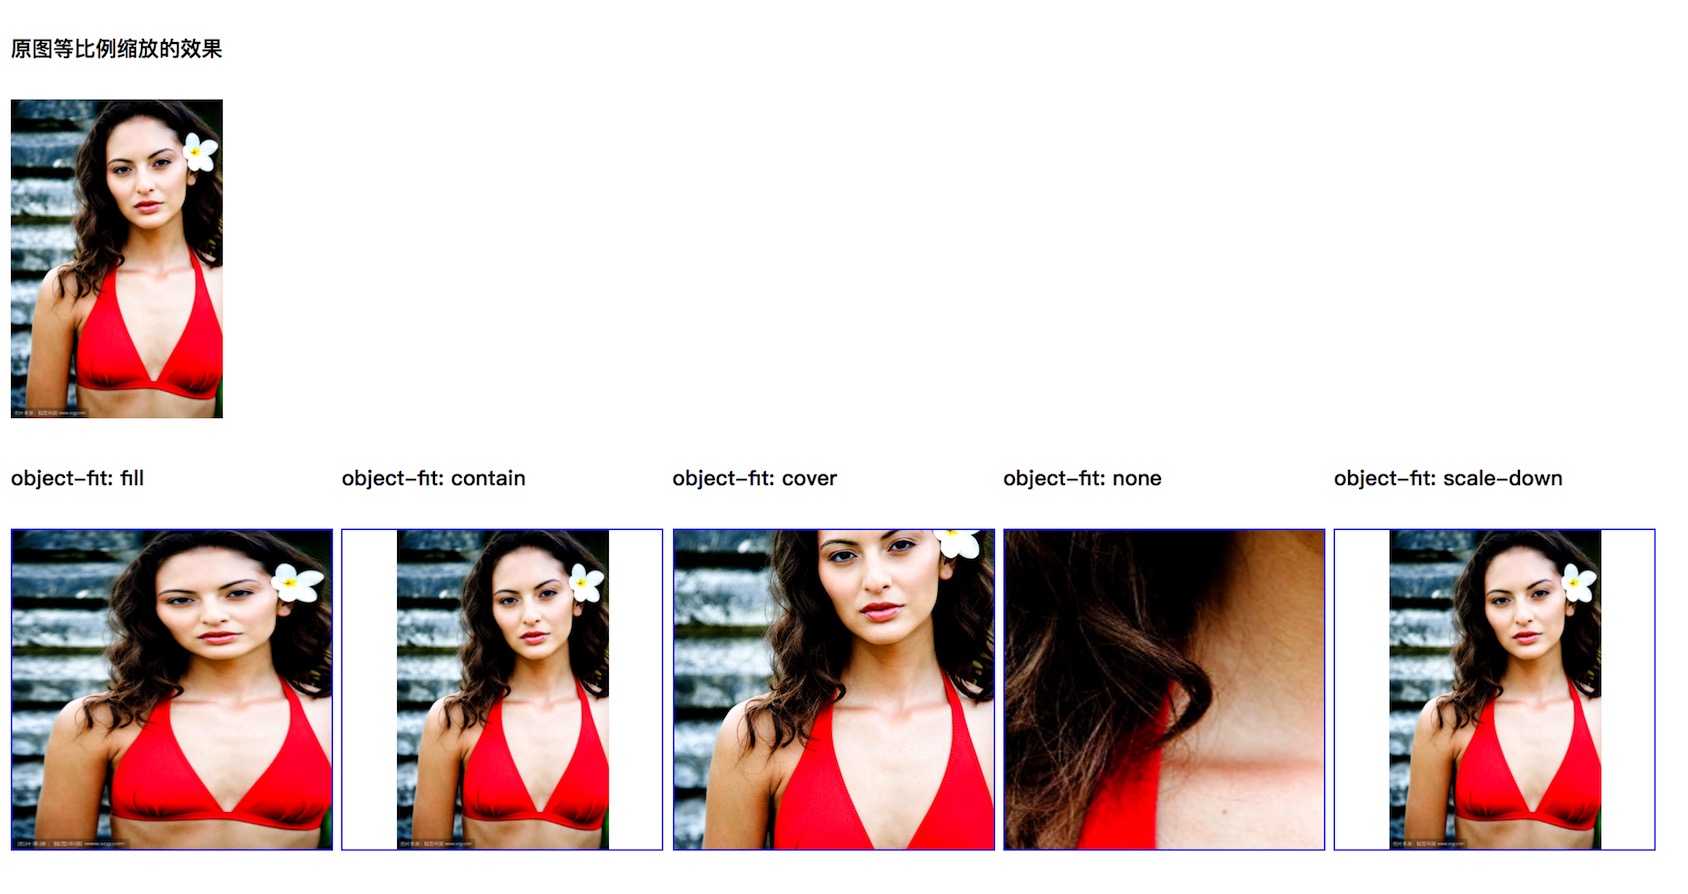 原图等比例缩放的效果
object-fit: fill
object-fit: contain
object-fit: cover
object-fit: none
object-fit: scale-down